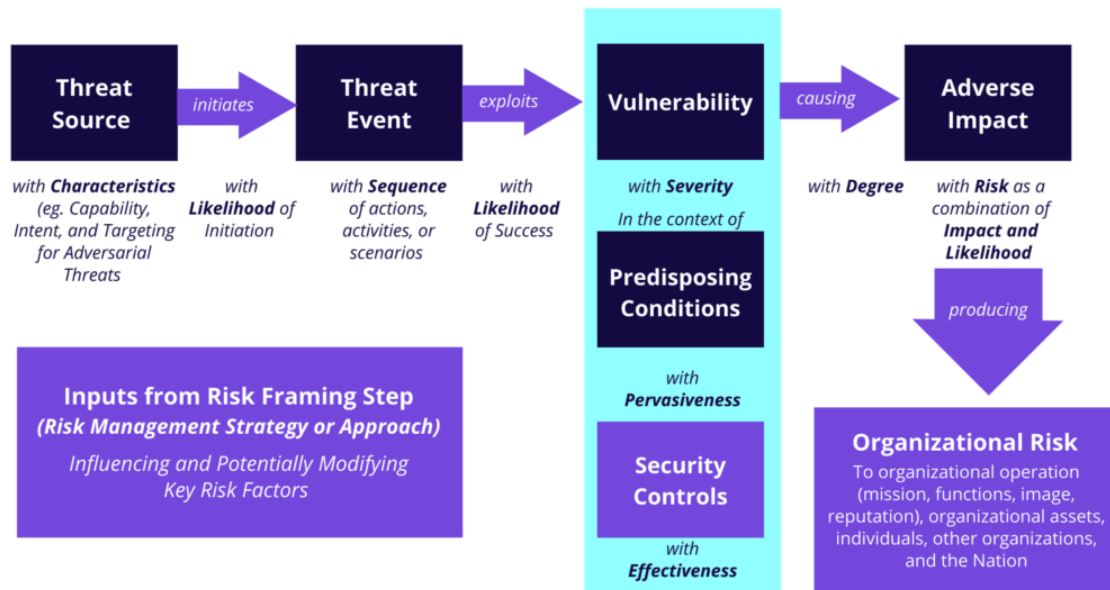 Threat
Source
initiates
Threat
Event
exploits
Vulnerability
causing
Adverse
Impact
with Characteristics
(eg. Capability,
Intent, and Targeting
for Adversarial
Threats
with
Likelihood of
Initiation
with Sequence
of actions,
activities, or
scenarios
with
Likelihood
of Success
with Severity
In the context of
Predisposing
Conditions
with
Pervasiveness
Security
Controls
with
Effectiveness
with Degree
with Risk as a
combination of
Impact and
Likelihood
producing
Inputs from Risk Framing Step
(Risk Management Strategy or Approach)
Influencing and Potentially Modifying
Key Risk Factors
Organizational Risk
To organizational operation
(mission, functions, image,
reputation), organizational assets,
individuals, other organizations,
and the Nation